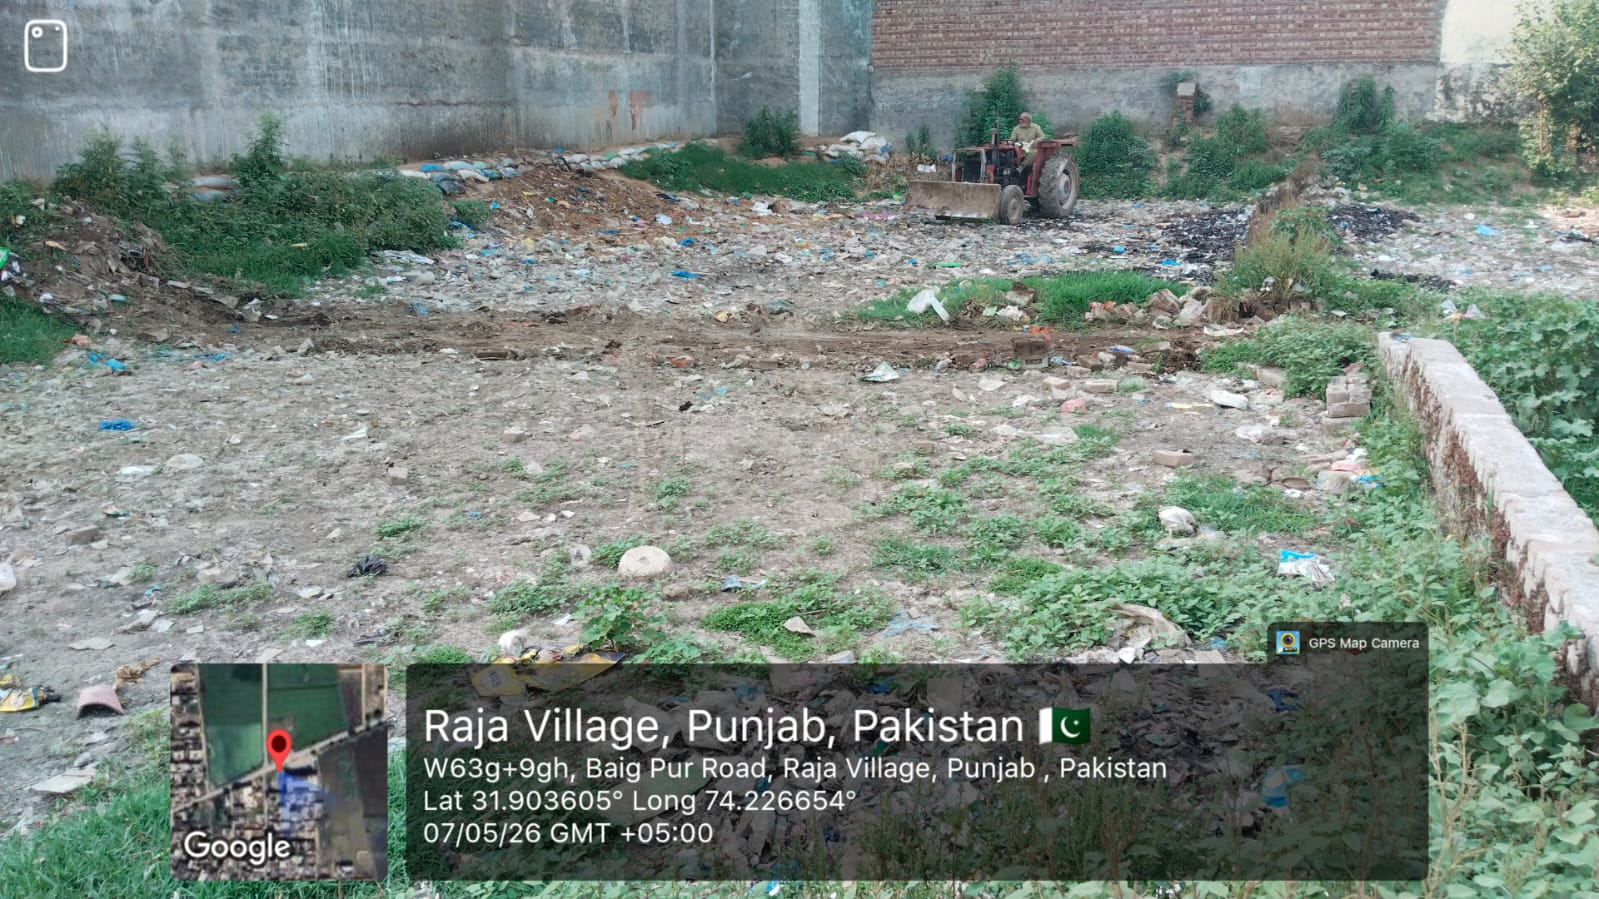 GPS Map Camera
Raja Village, Punjab, Pakistan 🇵🇰
W63g+9gh, Baig Pur Road, Raja Village, Punjab , Pakistan
Lat 31.903605° Long 74.226654°
07/05/26 GMT +05:00
Google